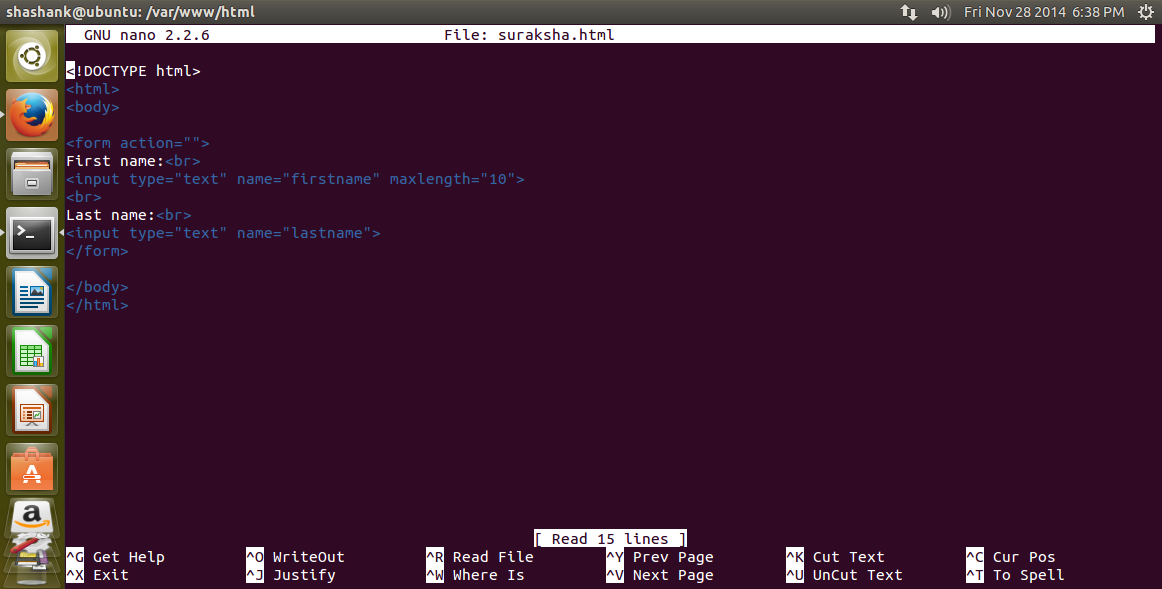 shashank@ubuntu: /var/www/html
Fri Nov 28 2014 6:38 PM
GNU nano 2.2.6 File: suraksha.html
<!DOCTYPE html>
<html>
<body>
<form action="">
First name:<br>
<input type="text" name="firstname" maxlength="10">
<br>
Last name:<br>
<input type="text" name="lastname">
</form>
</body>
</html>
[ Read 15 lines ]
^G Get Help ^O WriteOut ^R Read File ^Y Prev Page ^K Cut Text ^C Cur Pos
^X Exit ^J Justify ^W Where Is ^V Next Page ^U UnCut Text ^T To Spell